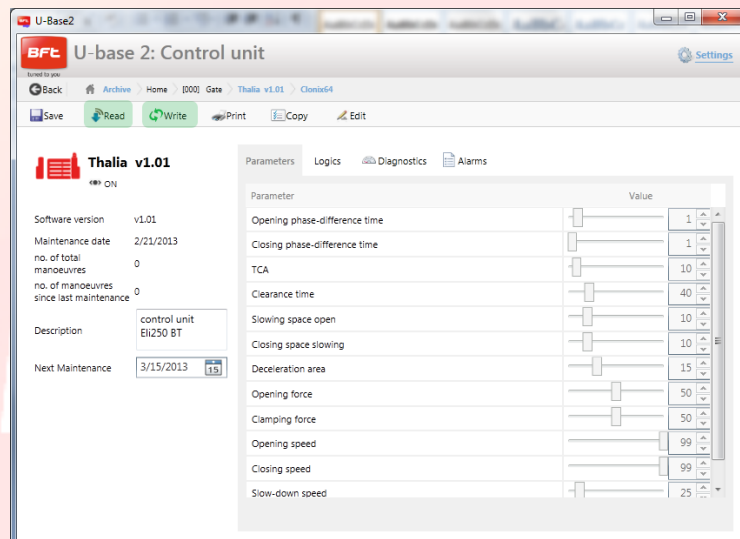 U-Base2
BFT
tuned to you
U-base 2: Control unit
Settings
Back Archive Home [000] Gate Thalia v1.01 Clonix64
Save Read Write Print Copy Edit
Thalia v1.01
ON
Software version v1.01
Maintenance date 2/21/2013
no. of total
manoeuvres 0
no. of manoeuvres
since last maintenance 0
Description control unit
Eli250 BT
Next Maintenance 3/15/2013 15
Parameters Logics Diagnostics Alarms
Parameter Value
Opening phase-difference time 1
Closing phase-difference time 1
TCA 10
Clearance time 40
Slowing space open 10
Closing space slowing 10
Deceleration area 15
Opening force 50
Clamping force 50
Opening speed 99
Closing speed 99
Slow-down speed 25